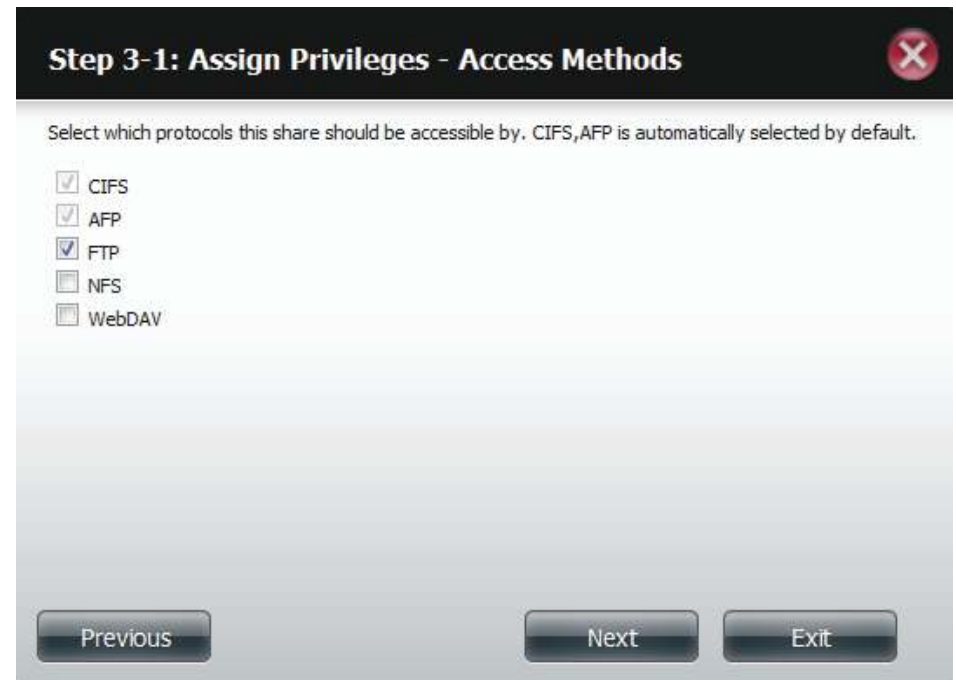 Step 3-1: Assign Privileges - Access Methods
Select which protocols this share should be accessible by. CIFS,AFP is automatically selected by default.
CIFS
AFP
FTP
NFS
WebDAV
Previous
Next
Exit